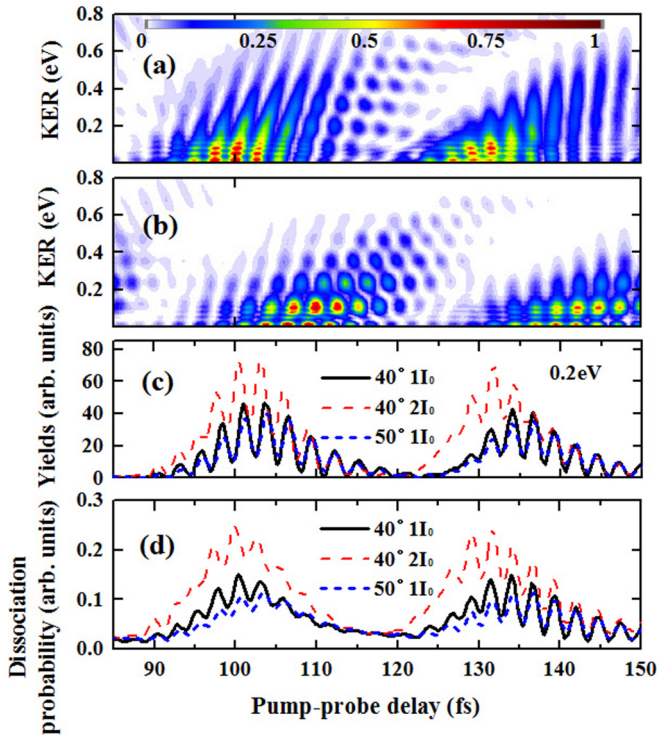 0.8
0 0.25 0.5 0.75 1
(a)
KER (eV)
0.6
0.4
0.2
0.8
(b)
KER (eV)
0.6
0.4
0.2
80
(c)
Yields (arb. units)
60
40
20
0
40° 1I₀
40° 2I₀
50° 1I₀
0.2eV
0.3
(d)
Dissociation
probability (arb. units)
0.2
0.1
0.0
40° 1I₀
40° 2I₀
50° 1I₀
90 100 110 120 130 140 150
Pump-probe delay (fs)